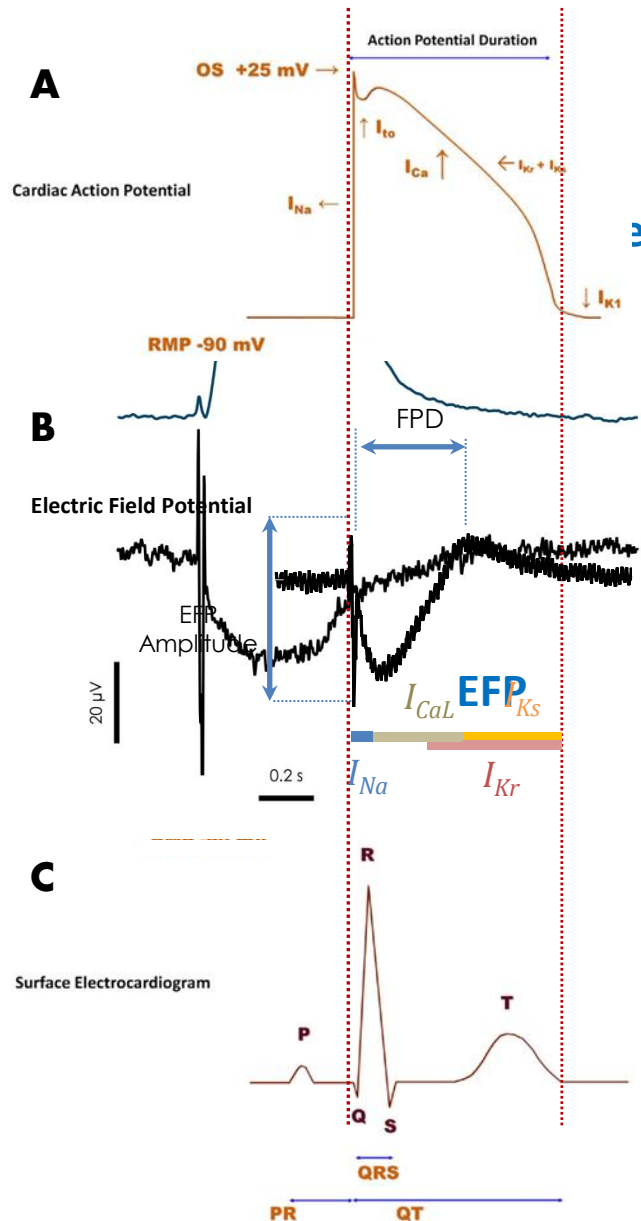 A
Action Potential Duration
OS +25 mV →
↑ Ito
ICa ↑
← IKr + IKs
Cardiac Action Potential
INa ←
e
↓ IK1
RMP -90 mV
B
FPD
Electric Field Potential
EFP
Amplitude
20 µV
ICaL EFP IKs
INa
IKr
0.2 s
C
R
Surface Electrocardiogram
P
T
Q
S
QRS
PR
QT